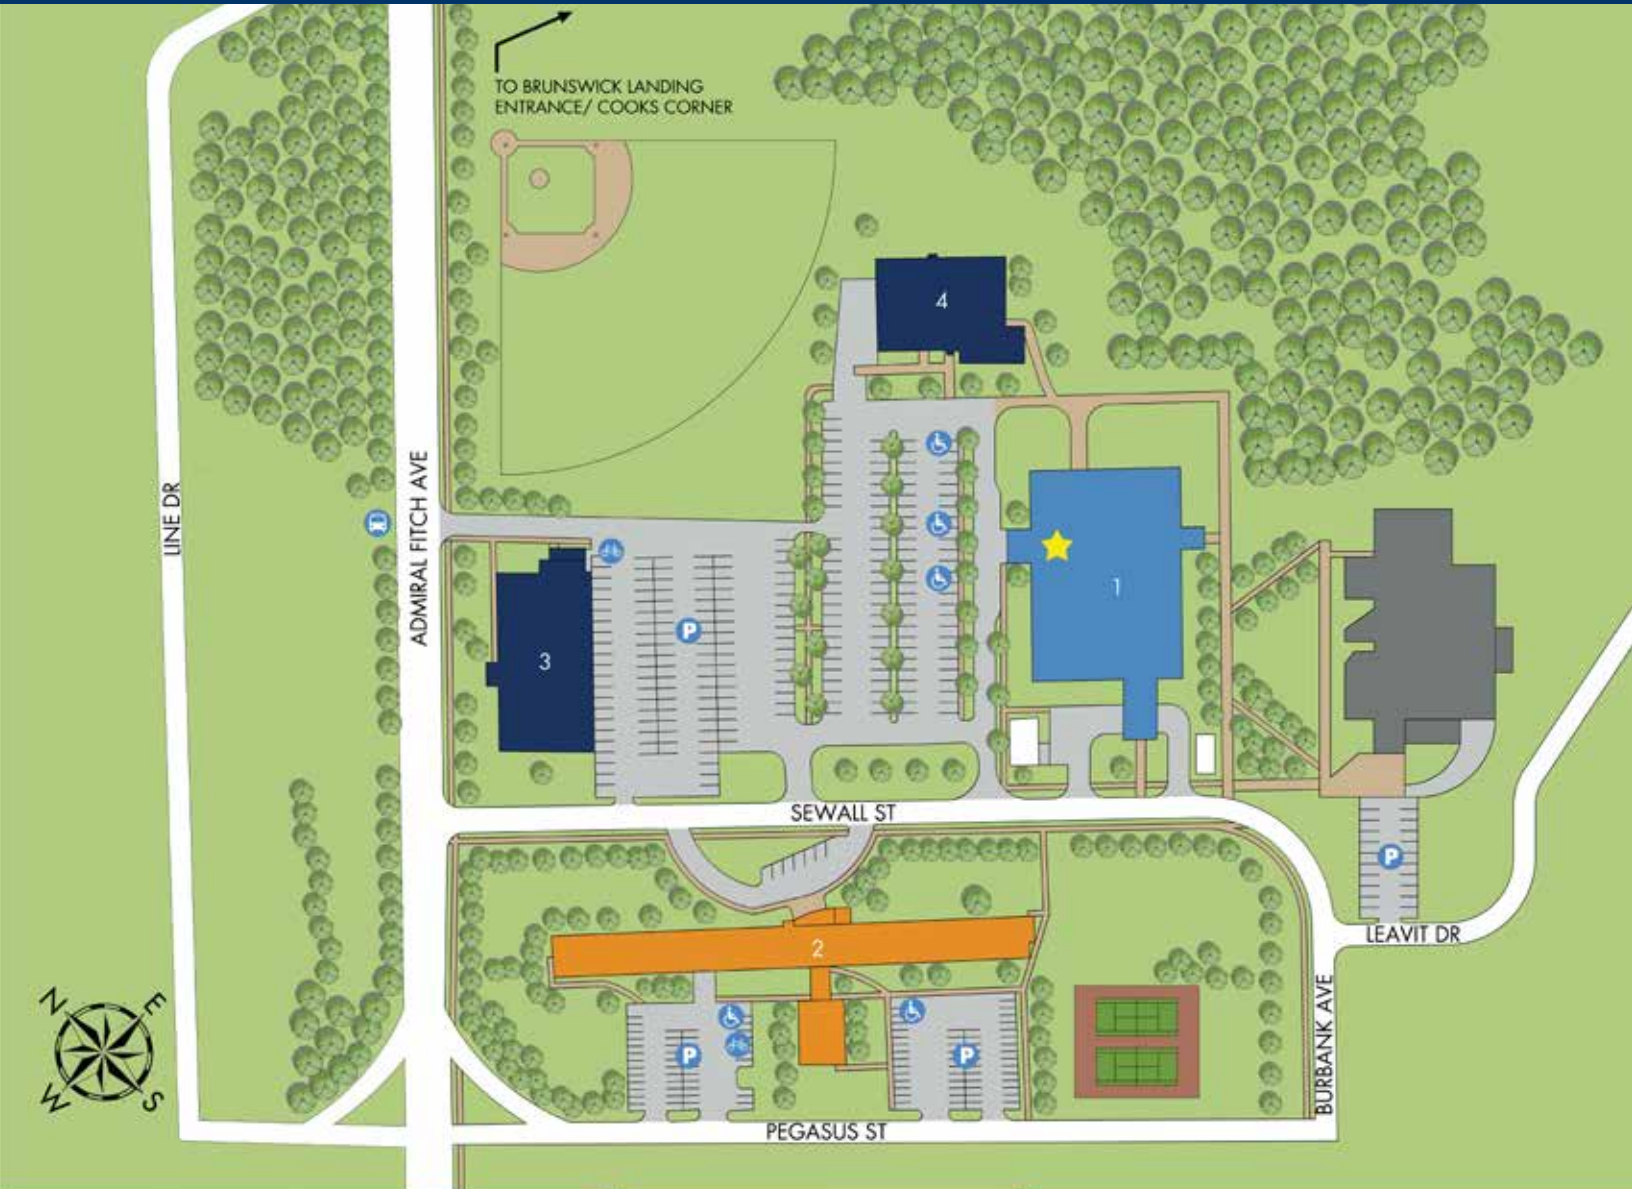 TO BRUNSWICK LANDING
ENTRANCE/ COOKS CORNER
4
LINE DR
ADMIRAL FITCH AVE
1
P
3
SEWALL ST
P
2
LEAVIT DR
N
E
BURBANK AVE
P
P
W
S
PEGASUS ST